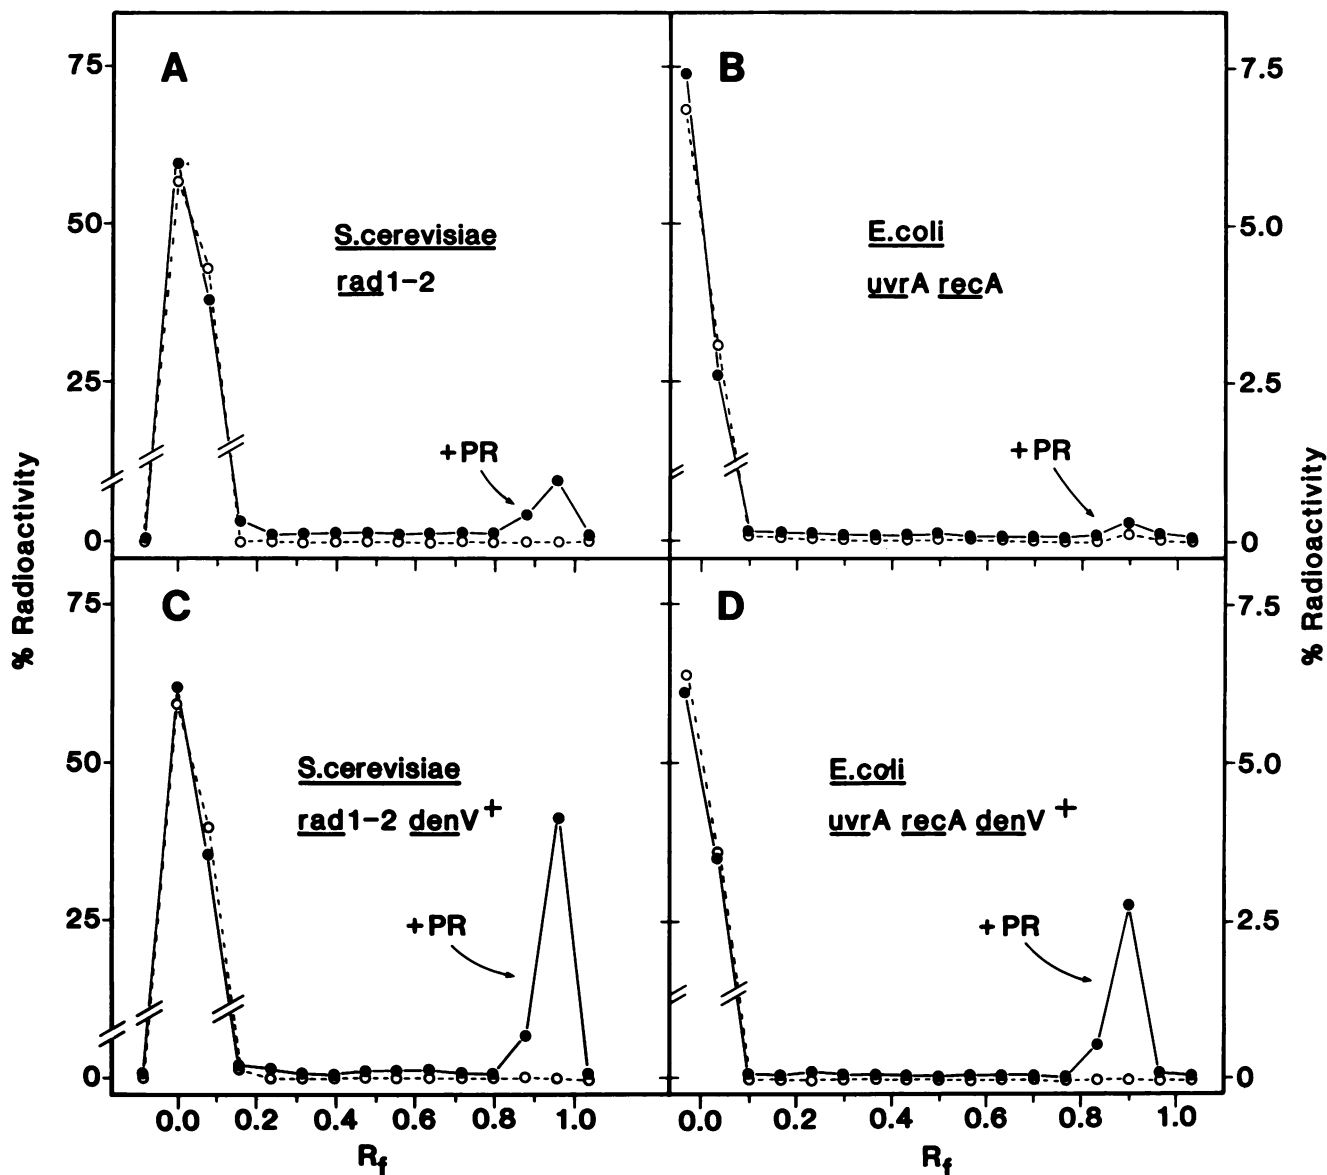 A
75
50
25
0
S.cerevisiae
rad1-2
+PR
B
7.5
5.0
2.5
0
E.coli
uvrA recA
+PR
% Radioactivity
% Radioactivity
C
75
50
25
0
S.cerevisiae
rad1-2 denV+
+PR
0.0 0.2 0.4 0.6 0.8 1.0
Rf
D
7.5
5.0
2.5
0
E.coli
uvrA recA denV+
+PR
0.0 0.2 0.4 0.6 0.8 1.0
Rf